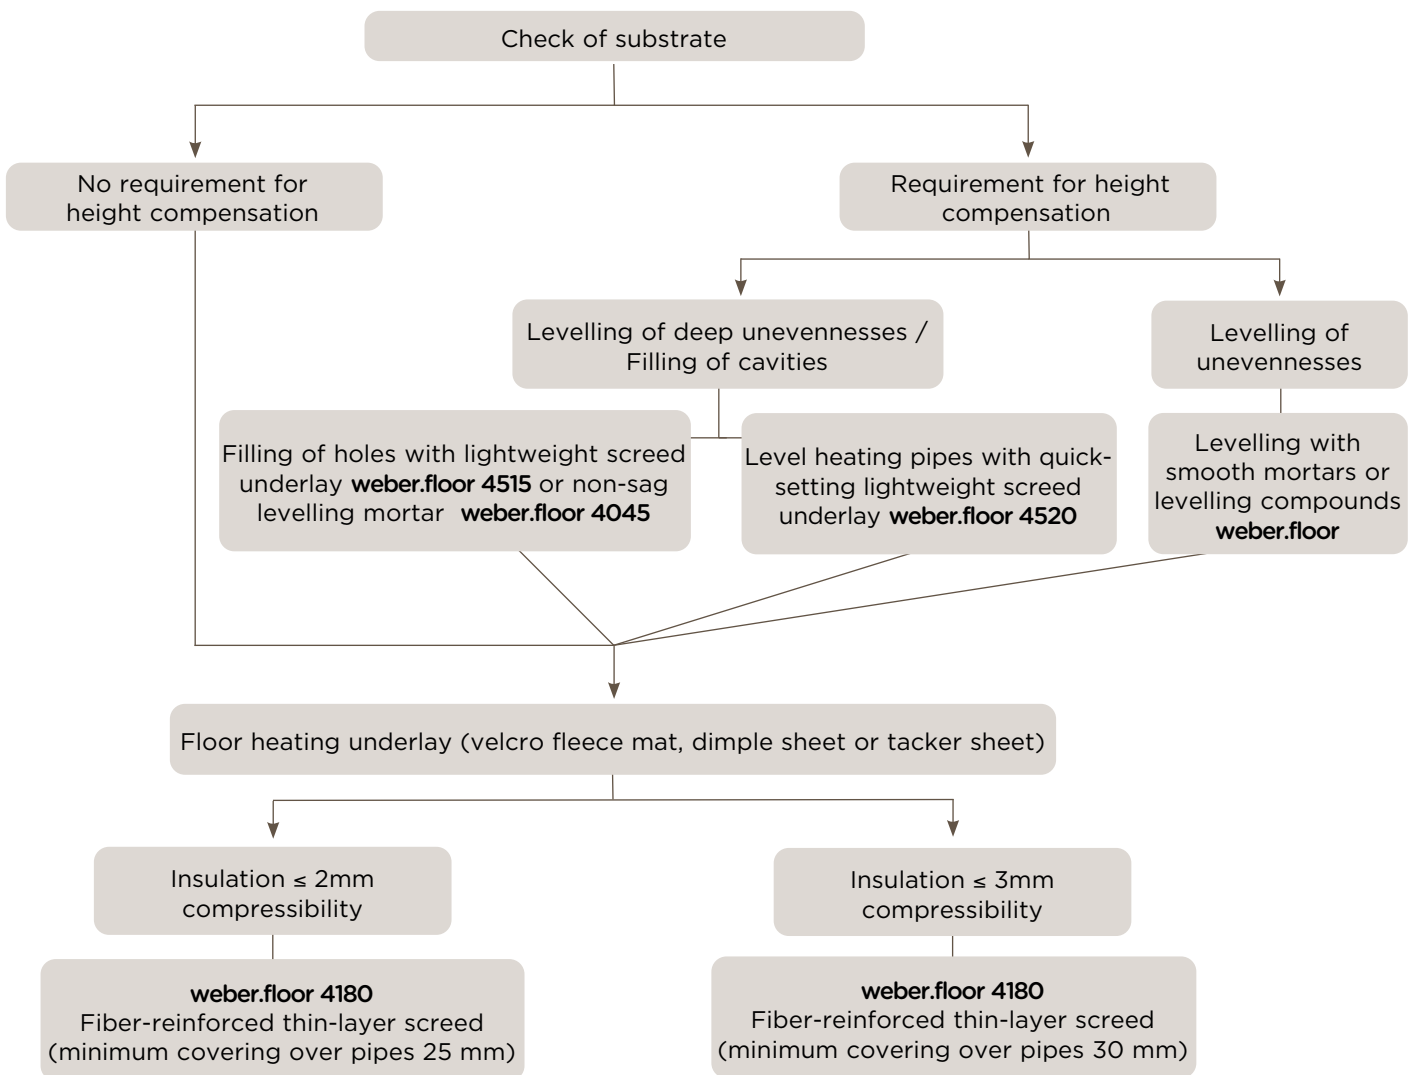 Check of substrate
No requirement for
height compensation
Requirement for height
compensation
Levelling of deep unevennesses /
Filling of cavities
Levelling of
unevennesses
Filling of holes with lightweight screed
underlay weber.floor 4515 or non-sag
levelling mortar weber.floor 4045
Level heating pipes with quick-
setting lightweight screed
underlay weber.floor 4520
Levelling with
smooth mortars or
levelling compounds
weber.floor
Floor heating underlay (velcro fleece mat, dimple sheet or tacker sheet)
Insulation ≤ 2mm
compressibility
Insulation ≤ 3mm
compressibility
weber.floor 4180
Fiber-reinforced thin-layer screed
(minimum covering over pipes 25 mm)
weber.floor 4180
Fiber-reinforced thin-layer screed
(minimum covering over pipes 30 mm)